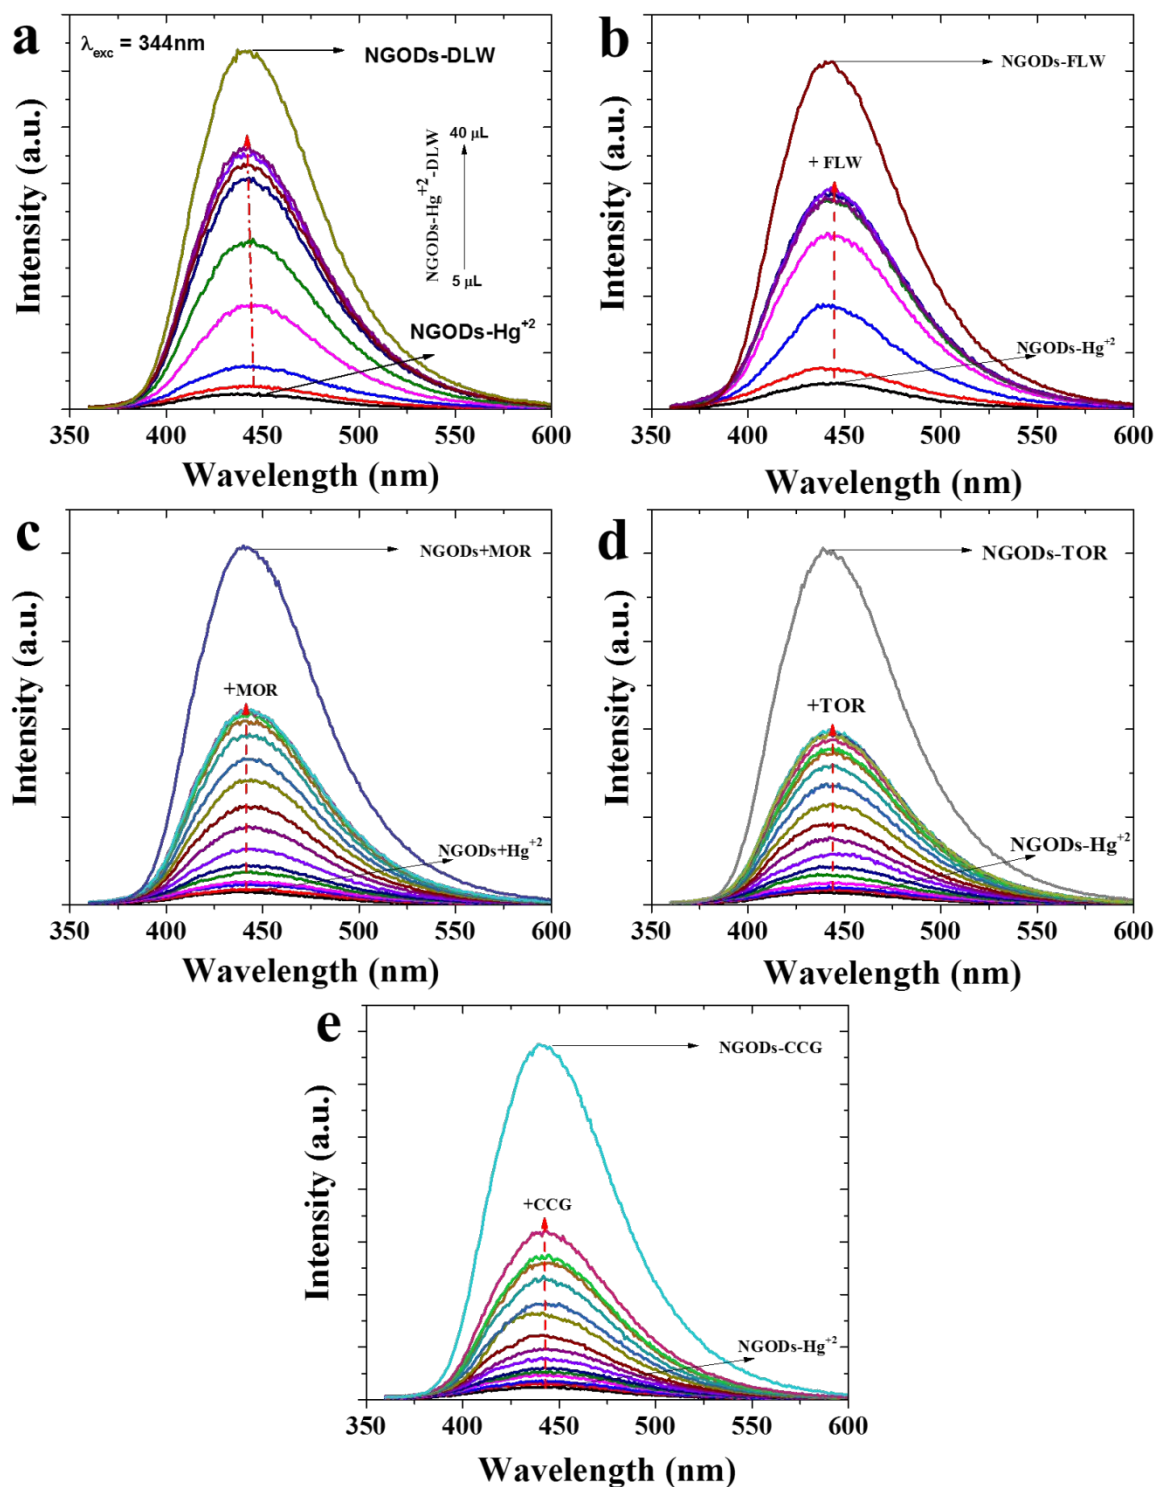 a
λexc = 344nm
NGODs-DLW
40 µL
NGODs-Hg+2-DLW
5 µL
NGODs-Hg+2
Intensity (a.u.)
350 400 450 500 550 600
Wavelength (nm)
b
NGODs-FLW
+ FLW
NGODs-Hg+2
Intensity (a.u.)
350 400 450 500 550 600
Wavelength (nm)
c
NGODs+MOR
+MOR
NGODs+Hg+2
Intensity (a.u.)
350 400 450 500 550 600
Wavelength (nm)
d
NGODs-TOR
+TOR
NGODs-Hg+2
Intensity (a.u.)
350 400 450 500 550 600
Wavelength (nm)
e
NGODs-CCG
+CCG
NGODs-Hg+2
Intensity (a.u.)
350 400 450 500 550 600
Wavelength (nm)